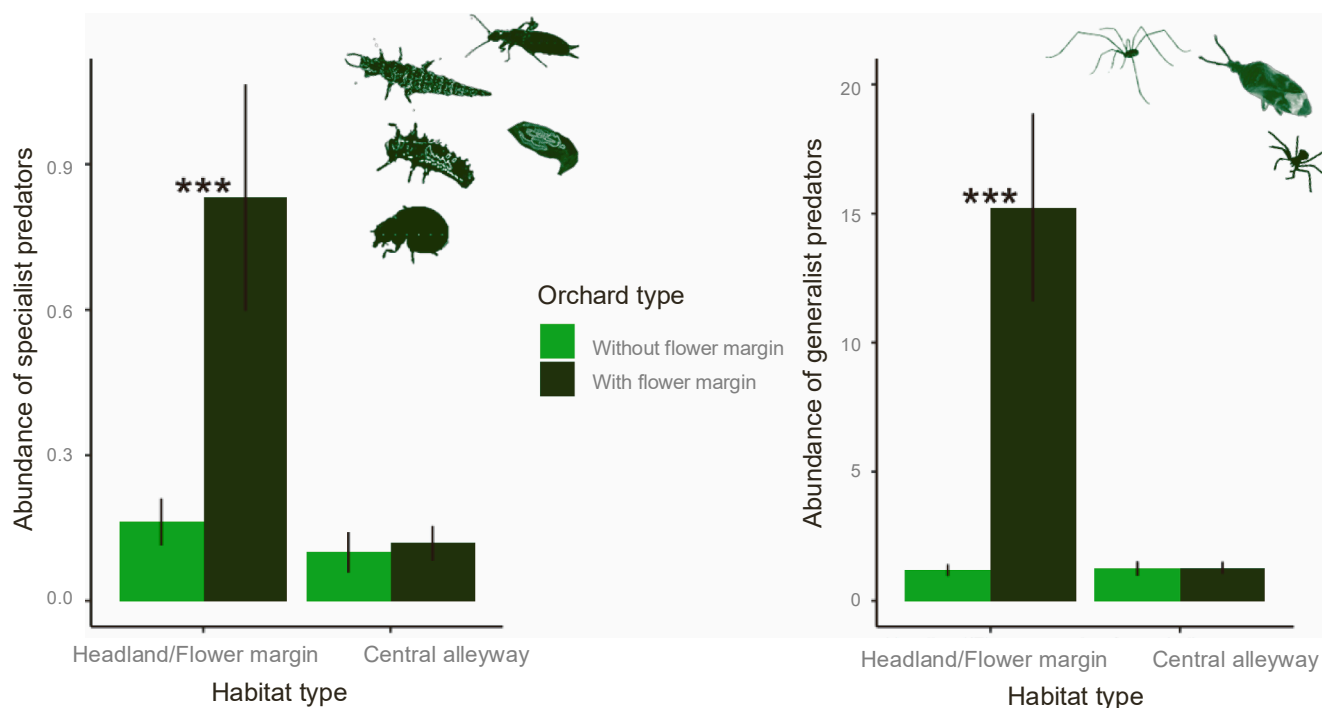 Abundance of specialist predators
0.9
0.6
0.3
0.0
***
Headland/Flower margin
Central alleyway
Habitat type
Orchard type
Without flower margin
With flower margin
Abundance of generalist predators
20
15
10
5
0
***
Headland/Flower margin
Central alleyway
Habitat type